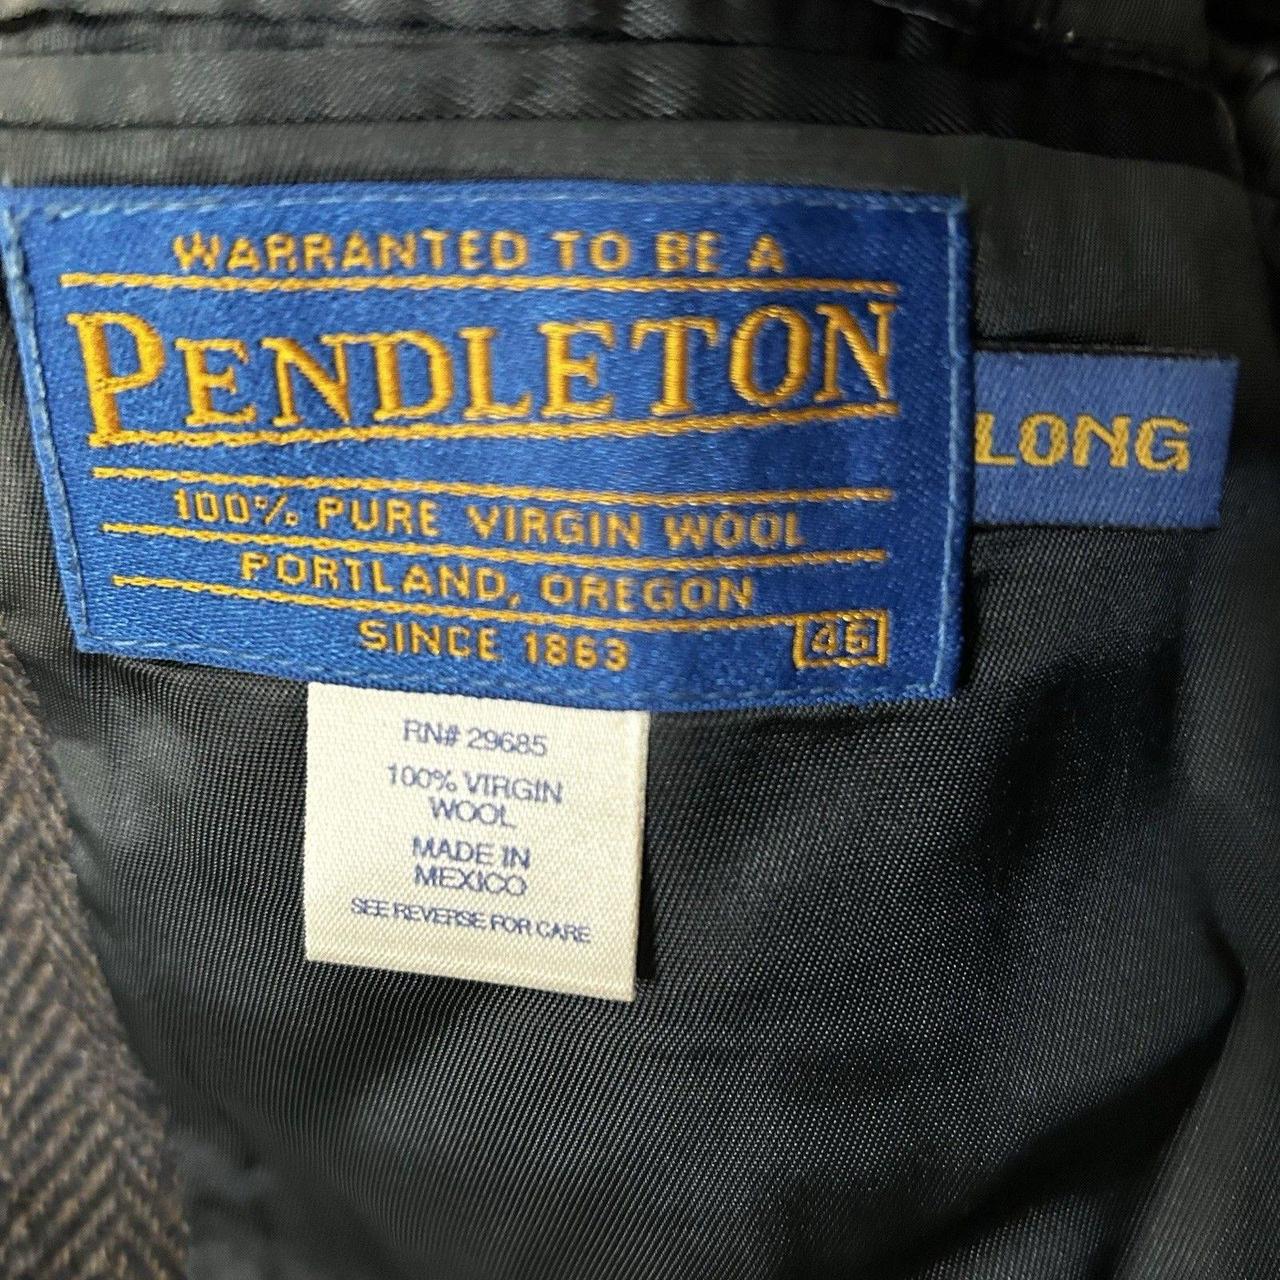 WARRANTED TO BE A
PENDLETON
LONG
100% PURE VIRGIN WOOL
PORTLAND, OREGON
SINCE 1863
46
RN# 29685
100% VIRGIN
WOOL
MADE IN
MEXICO
SEE REVERSE FOR CARE